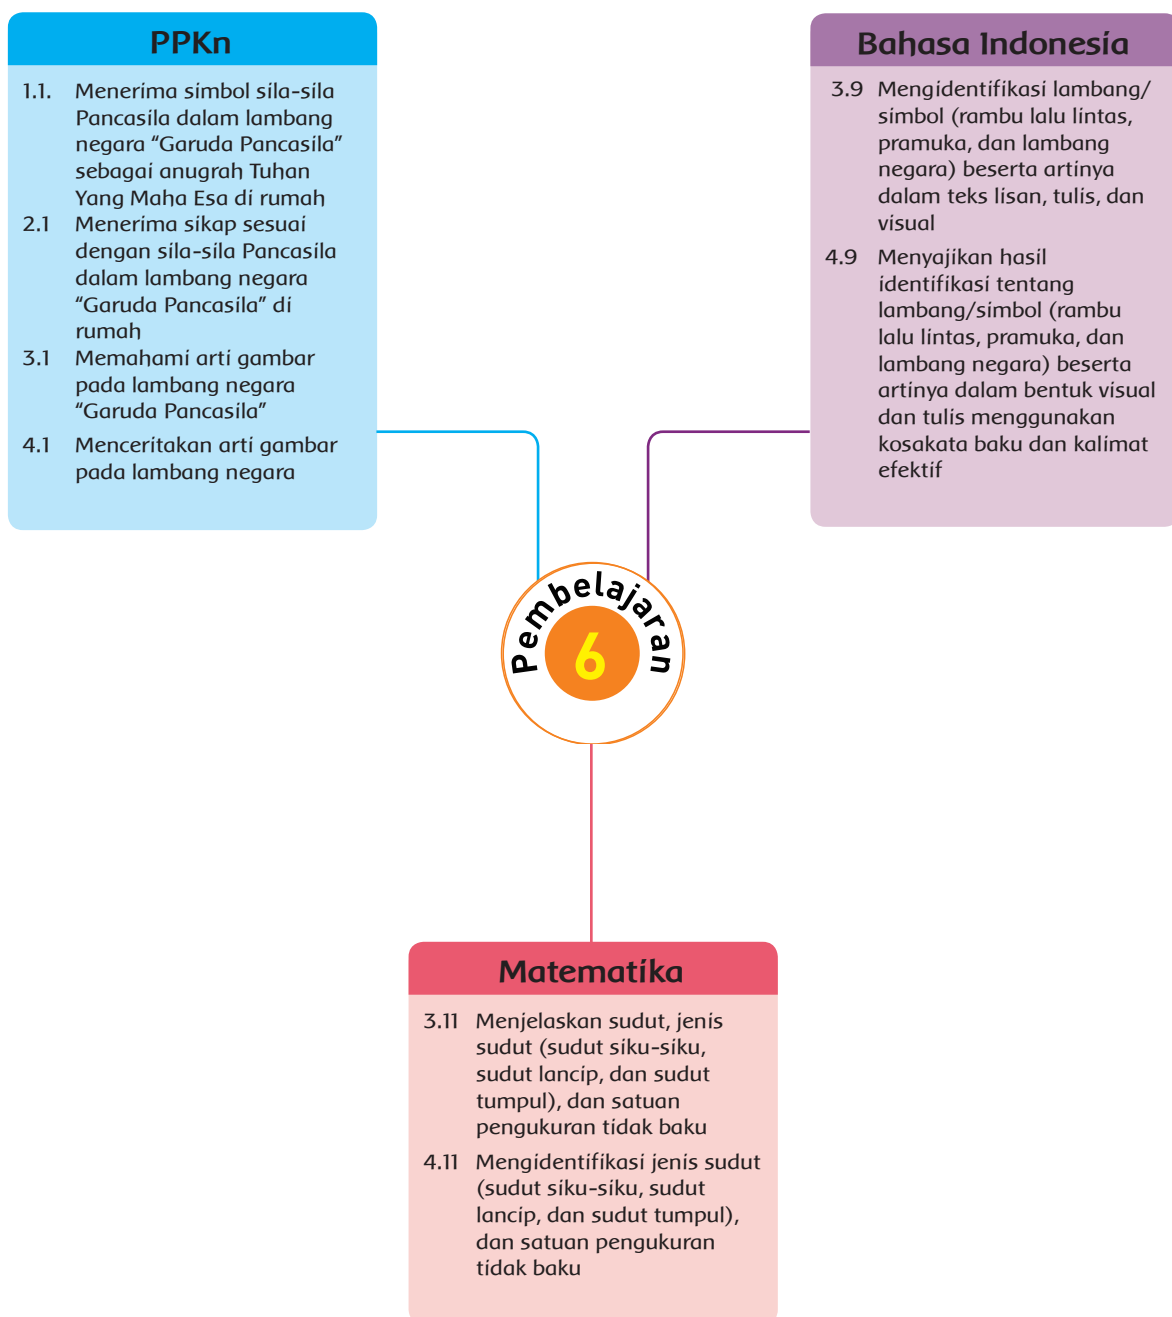 PPKn
1.1. Menerima simbol sila-sila
Pancasila dalam lambang
negara “Garuda Pancasila”
sebagai anugrah Tuhan
Yang Maha Esa di rumah
2.1 Menerima sikap sesuai
dengan sila-sila Pancasila
dalam lambang negara
“Garuda Pancasila” di
rumah
3.1 Memahami arti gambar
pada lambang negara
“Garuda Pancasila”
4.1 Menceritakan arti gambar
pada lambang negara
Bahasa Indonesia
3.9 Mengidentifikasi lambang/
simbol (rambu lalu lintas,
pramuka, dan lambang
negara) beserta artinya
dalam teks lisan, tulis, dan
visual
4.9 Menyajikan hasil
identifikasi tentang
lambang/simbol (rambu
lalu lintas, pramuka, dan
lambang negara) beserta
artinya dalam bentuk visual
dan tulis menggunakan
kosakata baku dan kalimat
efektif
Pembelajaran
6
Matematika
3.11 Menjelaskan sudut, jenis
sudut (sudut siku-siku,
sudut lancip, dan sudut
tumpul), dan satuan
pengukuran tidak baku
4.11 Mengidentifikasi jenis sudut
(sudut siku-siku, sudut
lancip, dan sudut tumpul),
dan satuan pengukuran
tidak baku